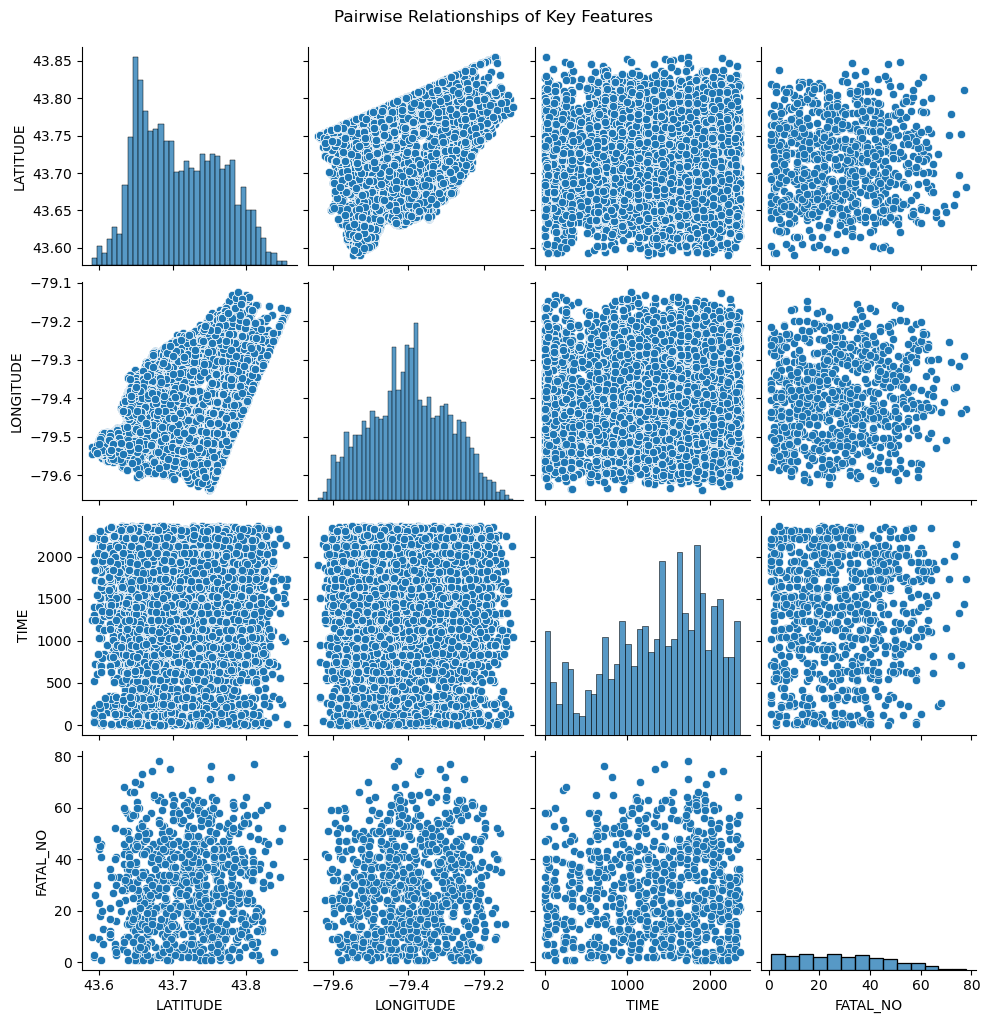 Pairwise Relationships of Key Features
43.85
43.80
43.75
43.70
43.65
43.60
LATITUDE
−79.1
−79.2
−79.3
−79.4
−79.5
−79.6
LONGITUDE
2000
1500
1000
500
0
TIME
80
60
40
20
0
FATAL_NO
43.6 43.7 43.8
LATITUDE
−79.6 −79.4 −79.2
LONGITUDE
0 1000 2000
TIME
0 20 40 60 80
FATAL_NO